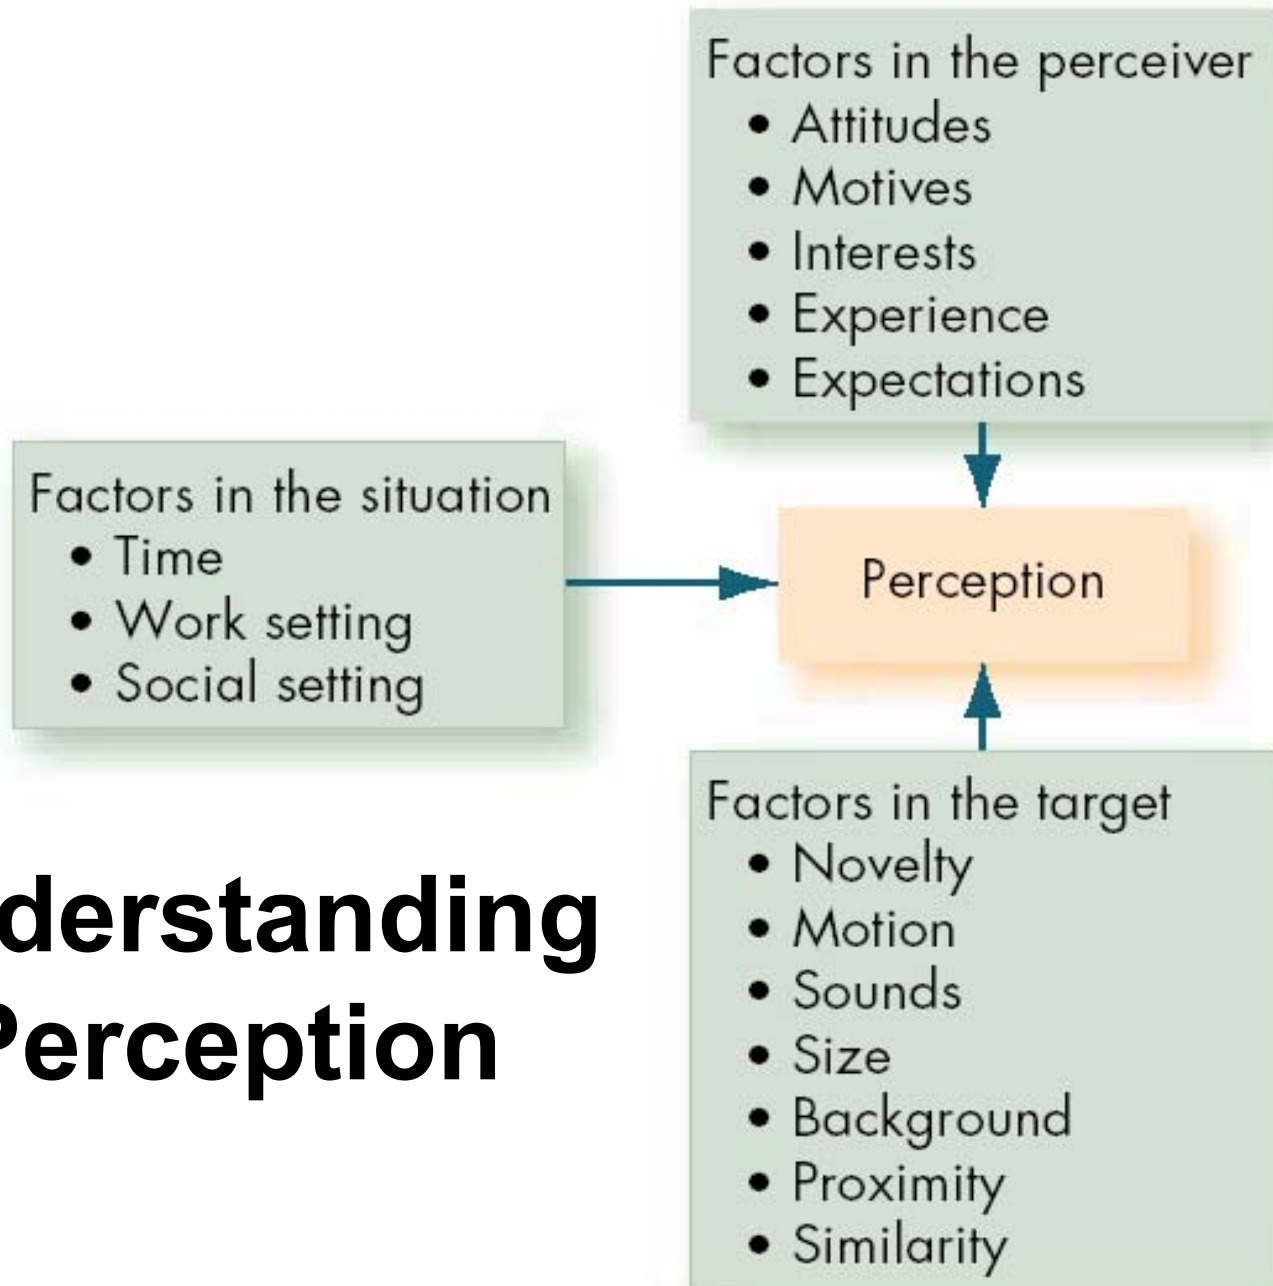 Factors in the perceiver
• Attitudes
• Motives
• Interests
• Experience
• Expectations
Factors in the situation
• Time
• Work setting
• Social setting
Perception
Factors in the target
• Novelty
• Motion
• Sounds
• Size
• Background
• Proximity
• Similarity
derstanding
Perception